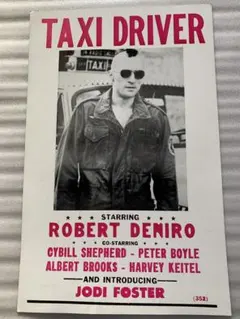 TAXI DRIVER
TAXI
STARRING
ROBERT DENIRO
CO-STARRING
CYBILL SHEPHERD - PETER BOYLE
ALBERT BROOKS - HARVEY KEITEL
AND INTRODUCING
JODI FOSTER
(353)